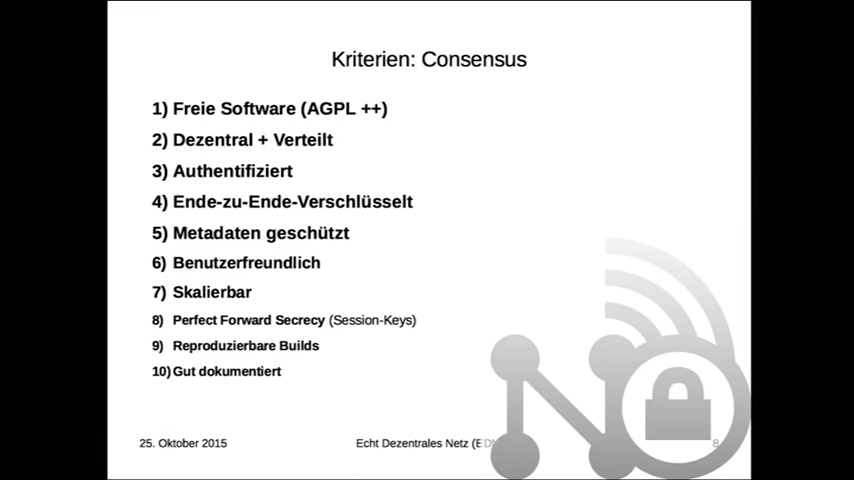 Kriterien: Consensus
1) Freie Software (AGPL ++)
2) Dezentral + Verteilt
3) Authentifiziert
4) Ende-zu-Ende-Verschlüsselt
5) Metadaten geschützt
6) Benutzerfreundlich
7) Skalierbar
8) Perfect Forward Secrecy (Session-Keys)
9) Reproduzierbare Builds
10) Gut dokumentiert
25. Oktober 2015 Echt Dezentrales Netz (EDN 8